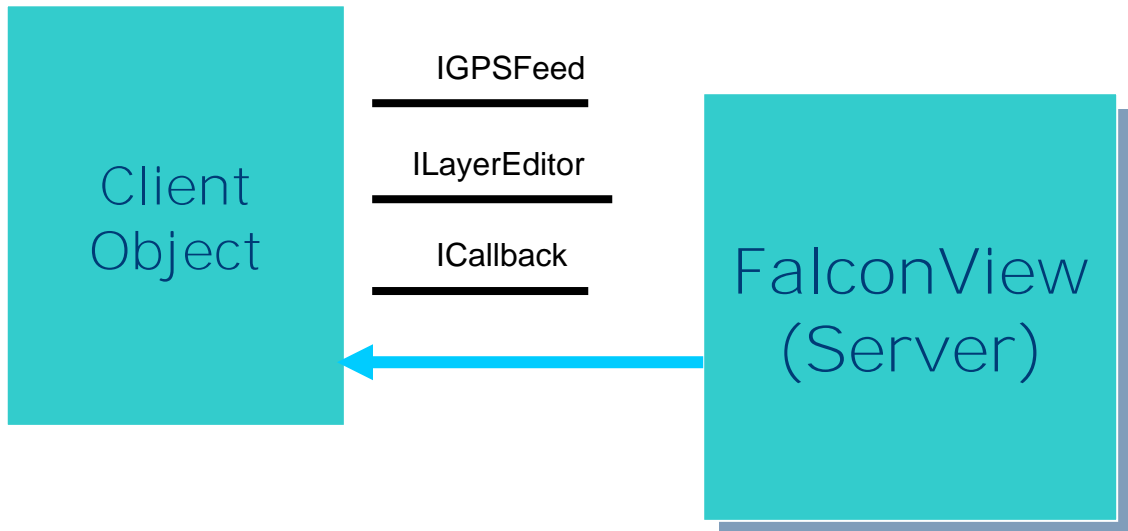 IGPSFeed
ILayerEditor
ICallback
Client
Object
FalconView
(Server)